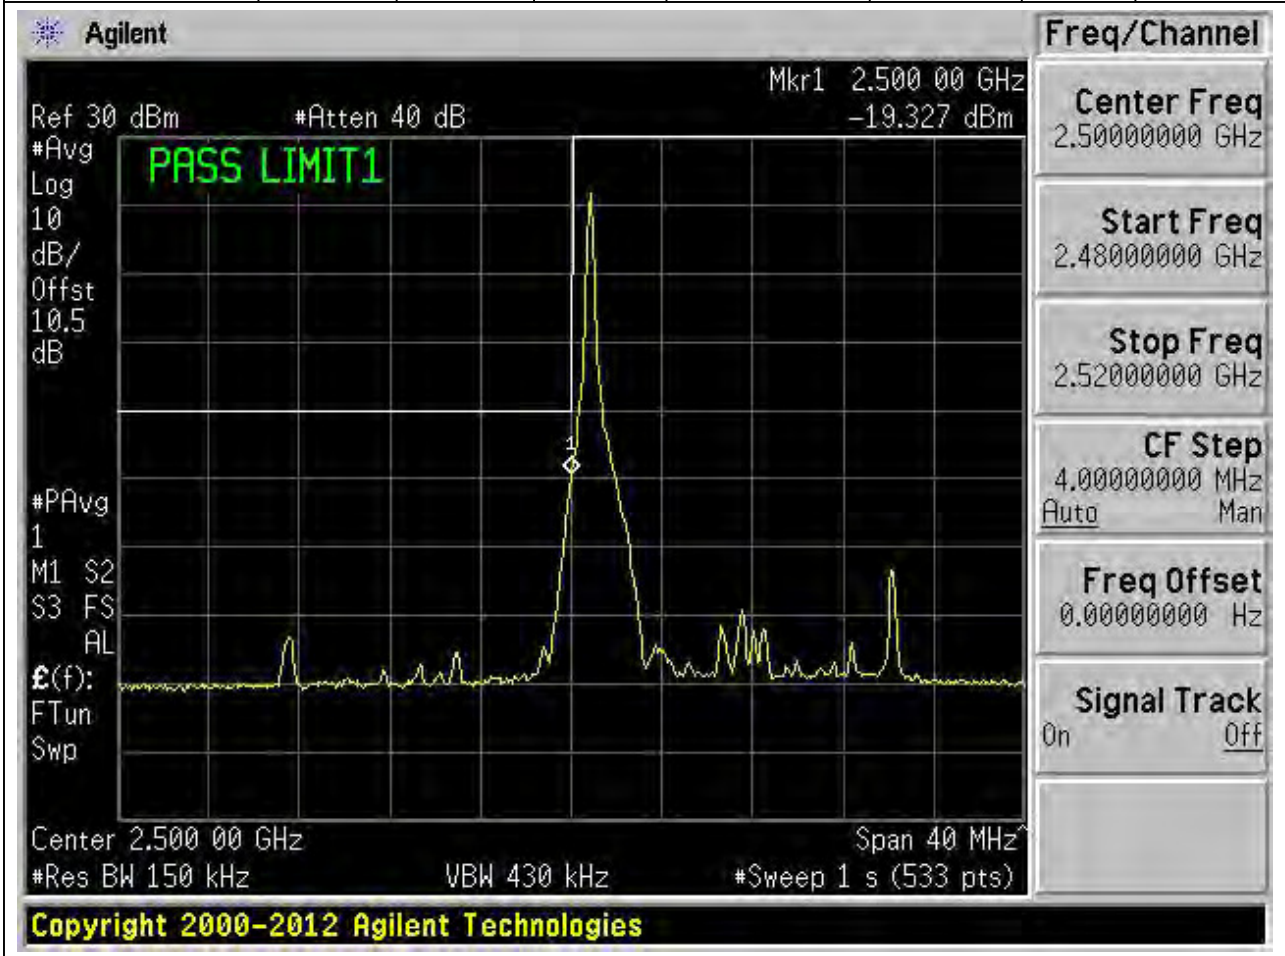 Agilent
Freq/Channel
Mkr1 2.500 00 GHz
Ref 30 dBm #Atten 40 dB -19.327 dBm
#Avg
Log
10
dB/
Offst
10.5
dB
PASS LIMIT1
1
#PAvg
1
M1 S2
S3 FS
AL
£(f):
FTun
Swp
Center 2.500 00 GHz Span 40 MHz^
#Res BW 150 kHz VBW 430 kHz #Sweep 1 s (533 pts)
Copyright 2000-2012 Agilent Technologies
Center Freq
2.50000000 GHz
Start Freq
2.48000000 GHz
Stop Freq
2.52000000 GHz
CF Step
4.00000000 MHz
Auto Man
Freq Offset
0.00000000 Hz
Signal Track
On Off